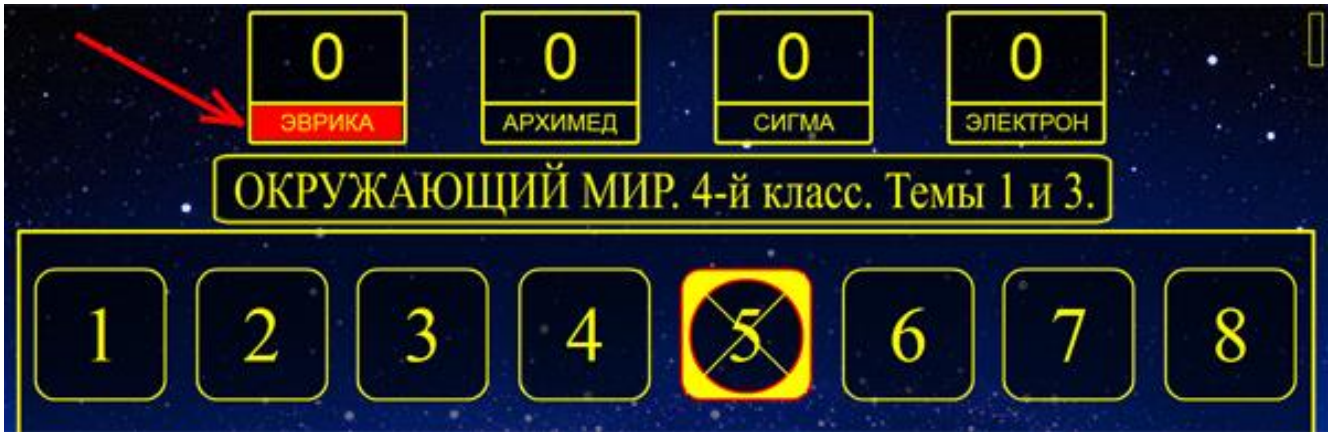 0 0 0 0
ЭВРИКА АРХИМЕД СИГМА ЭЛЕКТРОН
ОКРУЖАЮЩИЙ МИР. 4-й класс. Темы 1 и 3.
1 2 3 4 5 6 7 8